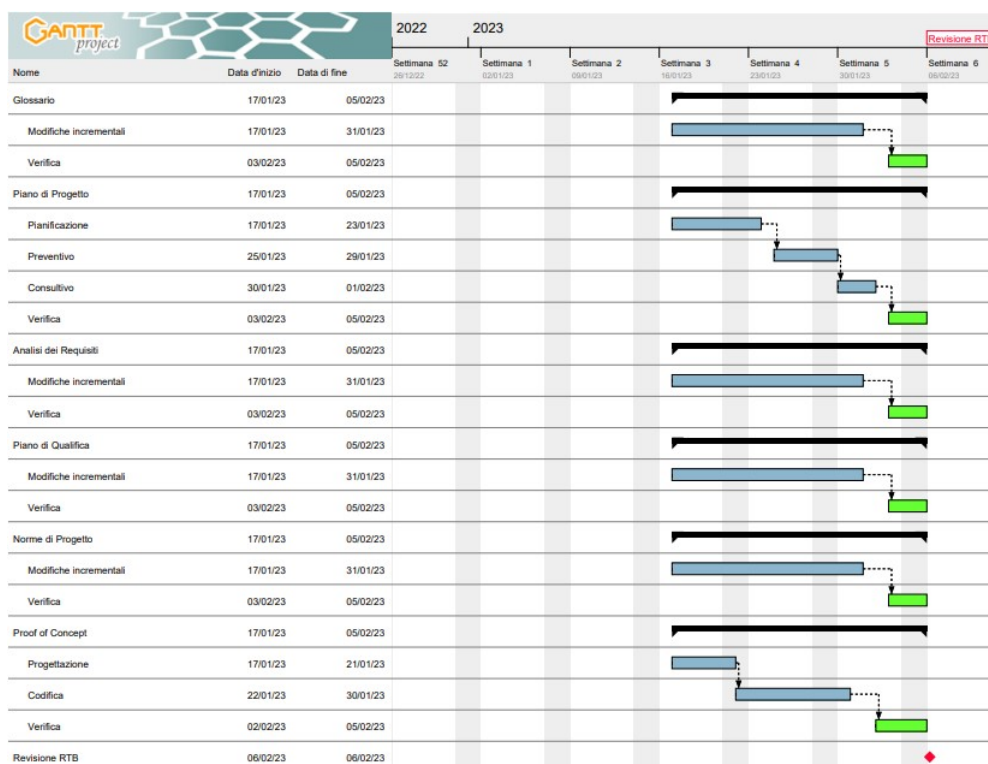 GANTT
project
2022 2023
Revisione RT
Nome Data d'inizio Data di fine
Settimana 52 Settimana 1 Settimana 2 Settimana 3 Settimana 4 Settimana 5 Settimana 6
26/12/22 02/01/23 09/01/23 16/01/23 23/01/23 30/01/23 06/02/23
Glossario 17/01/23 05/02/23
Modifiche incrementali 17/01/23 31/01/23
Verifica 03/02/23 05/02/23
Piano di Progetto 17/01/23 05/02/23
Pianificazione 17/01/23 23/01/23
Preventivo 25/01/23 29/01/23
Consultivo 30/01/23 01/02/23
Verifica 03/02/23 05/02/23
Analisi dei Requisiti 17/01/23 05/02/23
Modifiche incrementali 17/01/23 31/01/23
Verifica 03/02/23 05/02/23
Piano di Qualifica 17/01/23 05/02/23
Modifiche incrementali 17/01/23 31/01/23
Verifica 03/02/23 05/02/23
Norme di Progetto 17/01/23 05/02/23
Modifiche incrementali 17/01/23 31/01/23
Verifica 03/02/23 05/02/23
Proof of Concept 17/01/23 05/02/23
Progettazione 17/01/23 21/01/23
Codifica 22/01/23 30/01/23
Verifica 02/02/23 05/02/23
Revisione RTB 06/02/23 06/02/23